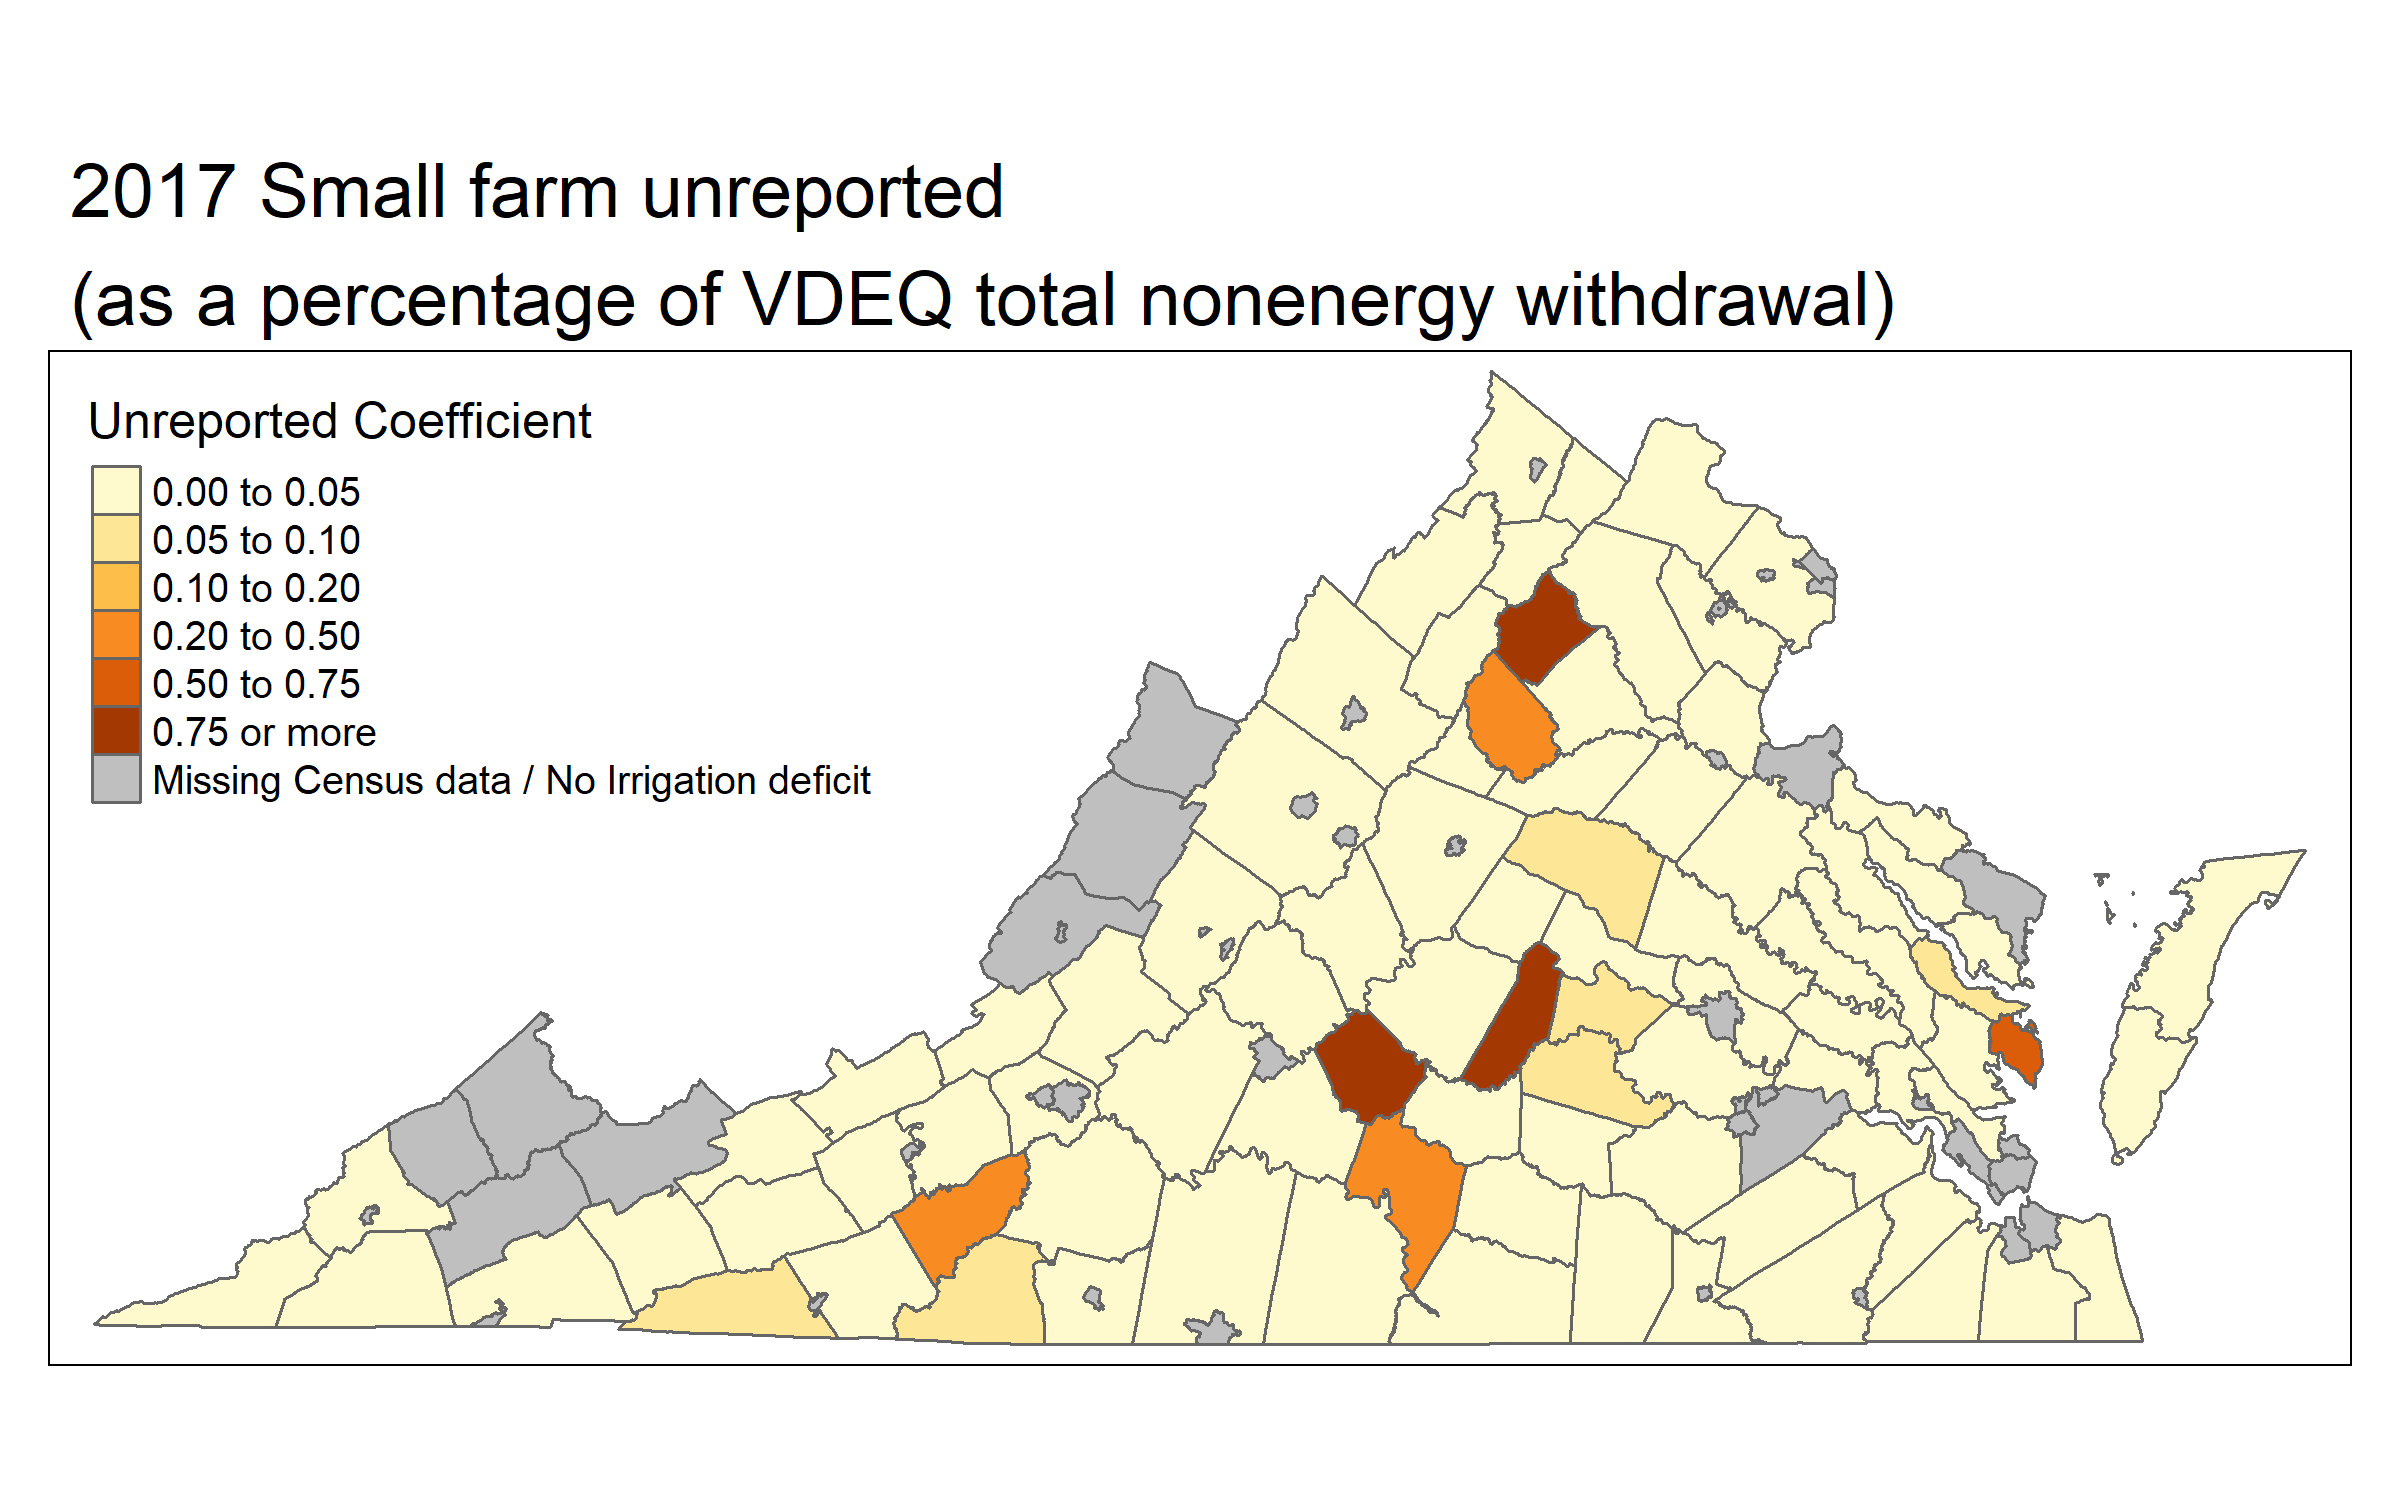 2017 Small farm unreported
(as a percentage of VDEQ total nonenergy withdrawal)
Unreported Coefficient
0.00 to 0.05
0.05 to 0.10
0.10 to 0.20
0.20 to 0.50
0.50 to 0.75
0.75 or more
Missing Census data / No Irrigation deficit